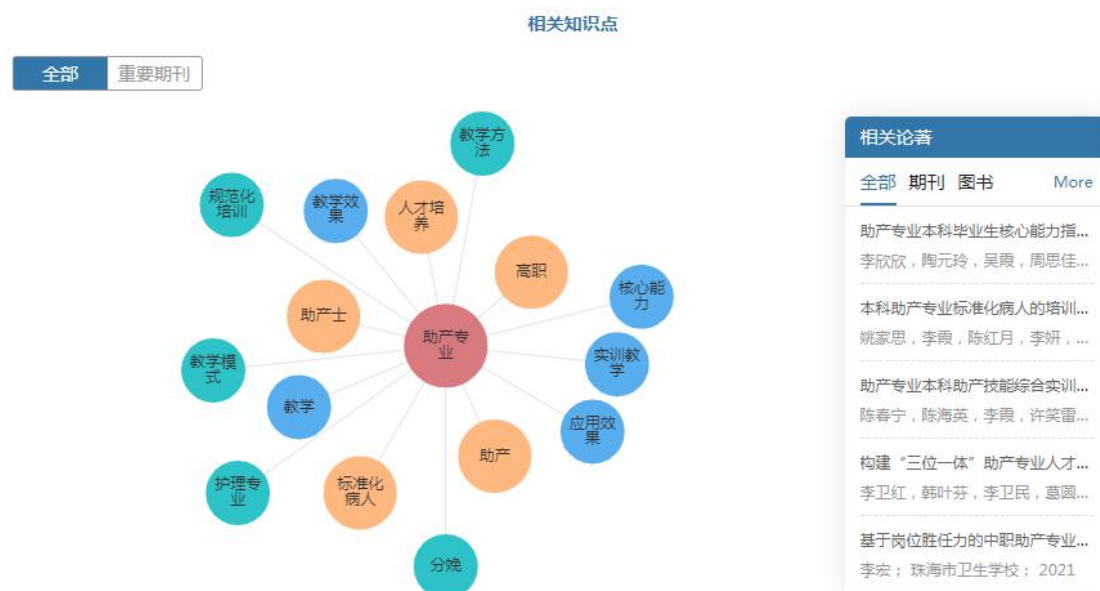 相关知识点
全部
重要期刊
教学方
法
规范化
培训
教学效
果
人才培
养
高职
核心能
力
助产士
助产专
业
实训教
学
教学模
式
教学
应用效
果
助产
护理专
业
标准化
病人
分娩
相关论著
全部 期刊 图书 More
助产专业本科毕业生核心能力指...
李欣欣，陶元玲，吴霞，周思佳...
本科助产专业标准化病人的培训...
姚家思，李霞，陈红月，李妍，...
助产专业本科助产技能综合实训...
陈春宁，陈海英，李霞，许笑雷...
构建“三位一体”助产专业人才...
李卫红，韩叶芬，李卫民，葛圆...
基于岗位胜任力的中职助产专业...
李宏； 珠海市卫生学校； 2021